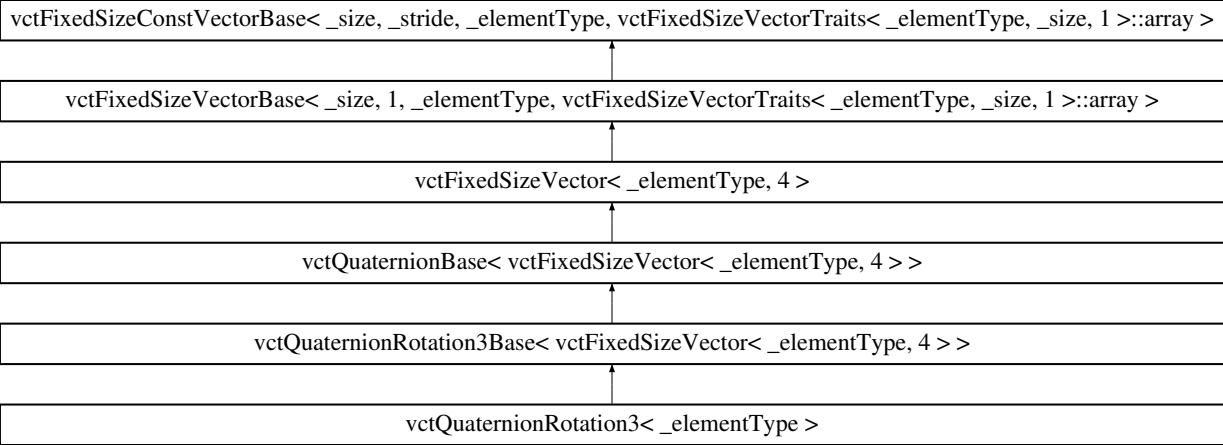 vctFixedSizeConstVectorBase< _size, _stride, _elementType, vctFixedSizeVectorTraits< _elementType, _size, 1 >::array >
vctFixedSizeVectorBase< _size, 1, _elementType, vctFixedSizeVectorTraits< _elementType, _size, 1 >::array >
vctFixedSizeVector< _elementType, 4 >
vctQuaternionBase< vctFixedSizeVector< _elementType, 4 > >
vctQuaternionRotation3Base< vctFixedSizeVector< _elementType, 4 > >
vctQuaternionRotation3< _elementType >